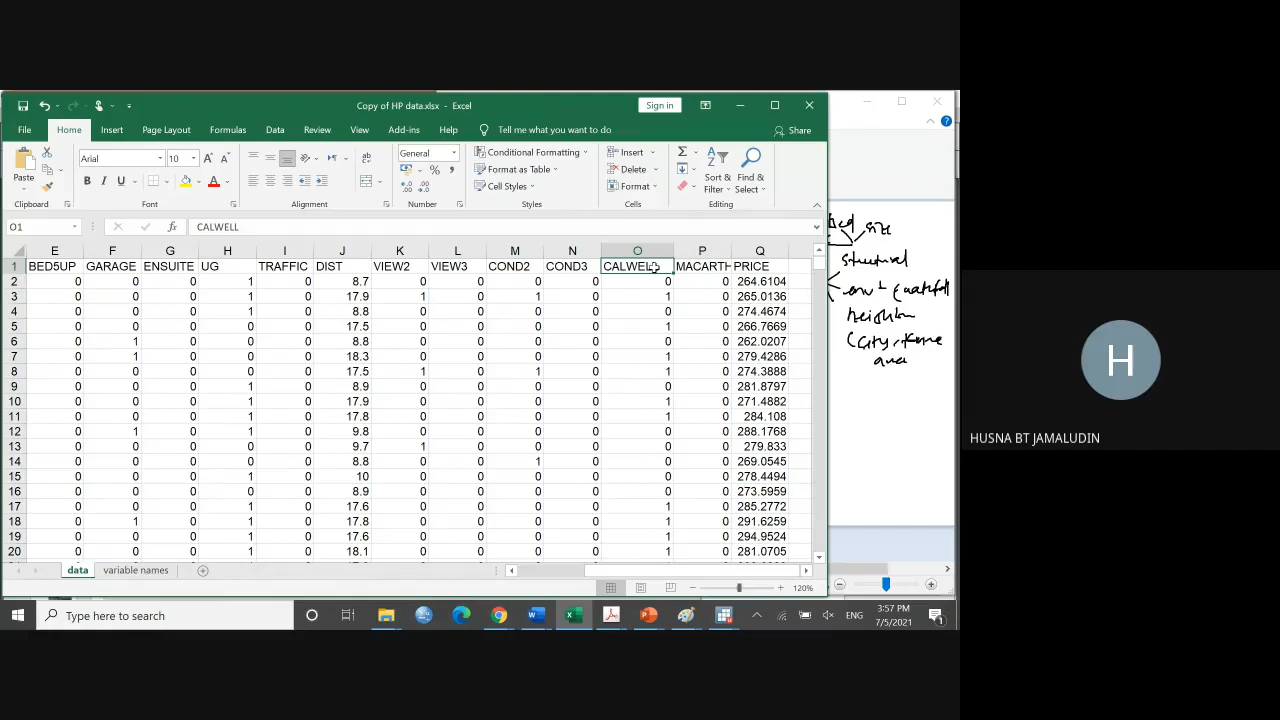 Copy of HP data.xlsx - Excel
Sign in
File Home Insert Page Layout Formulas Data Review View Add-ins Help Tell me what you want to do Share
Paste
Arial 10
B I U
General
Conditional Formatting
Format as Table
Cell Styles
Insert
Delete
Format
Sort & Filter
Find & Select
Clipboard Font Alignment Number Styles Cells Editing
O1 fx CALWELL
E F G H I J K L M N O P Q
1 BED5UP GARAGE ENSUITE UG TRAFFIC DIST VIEW2 VIEW3 COND2 COND3 CALWELL MACARTH PRICE
2 0 0 0 1 0 8.7 0 0 0 0 0 0 264.6104
3 0 0 0 1 0 17.9 1 0 1 0 1 0 265.0136
4 0 0 0 1 0 8.8 0 0 0 0 0 0 274.4674
5 0 0 0 0 0 17.5 0 0 0 0 1 0 266.7669
6 0 1 0 0 0 8.8 0 0 0 0 0 0 262.0207
7 0 1 0 1 0 18.3 0 0 0 0 1 0 279.4286
8 0 0 0 1 0 17.5 1 0 1 0 1 0 274.3888
9 0 0 0 1 0 8.9 0 0 0 0 0 0 281.8797
10 0 0 0 1 0 17.9 0 0 0 0 1 0 271.4882
11 0 0 0 1 0 17.8 0 0 0 0 1 0 284.108
12 0 1 0 1 0 9.8 0 0 0 0 0 0 288.1768
13 0 0 0 0 0 9.7 1 0 0 0 0 0 279.833
14 0 0 0 0 0 8.8 0 0 1 0 0 0 269.0545
15 0 0 0 1 0 10 0 0 0 0 0 0 278.4494
16 0 0 0 0 0 8.9 0 0 0 0 0 0 273.5959
17 0 0 0 1 0 17.6 0 0 0 0 1 0 285.2772
18 0 1 0 1 0 17.8 0 0 0 0 1 0 291.6259
19 0 0 0 1 0 17.6 0 0 0 0 1 0 294.9524
20 0 0 0 1 0 18.1 0 0 0 0 1 0 281.0705
data variable names
120%
size
structural
(City,
area
HUSNA BT JAMALUDIN
H
Type here to search
ENG
3:57 PM
7/5/2021